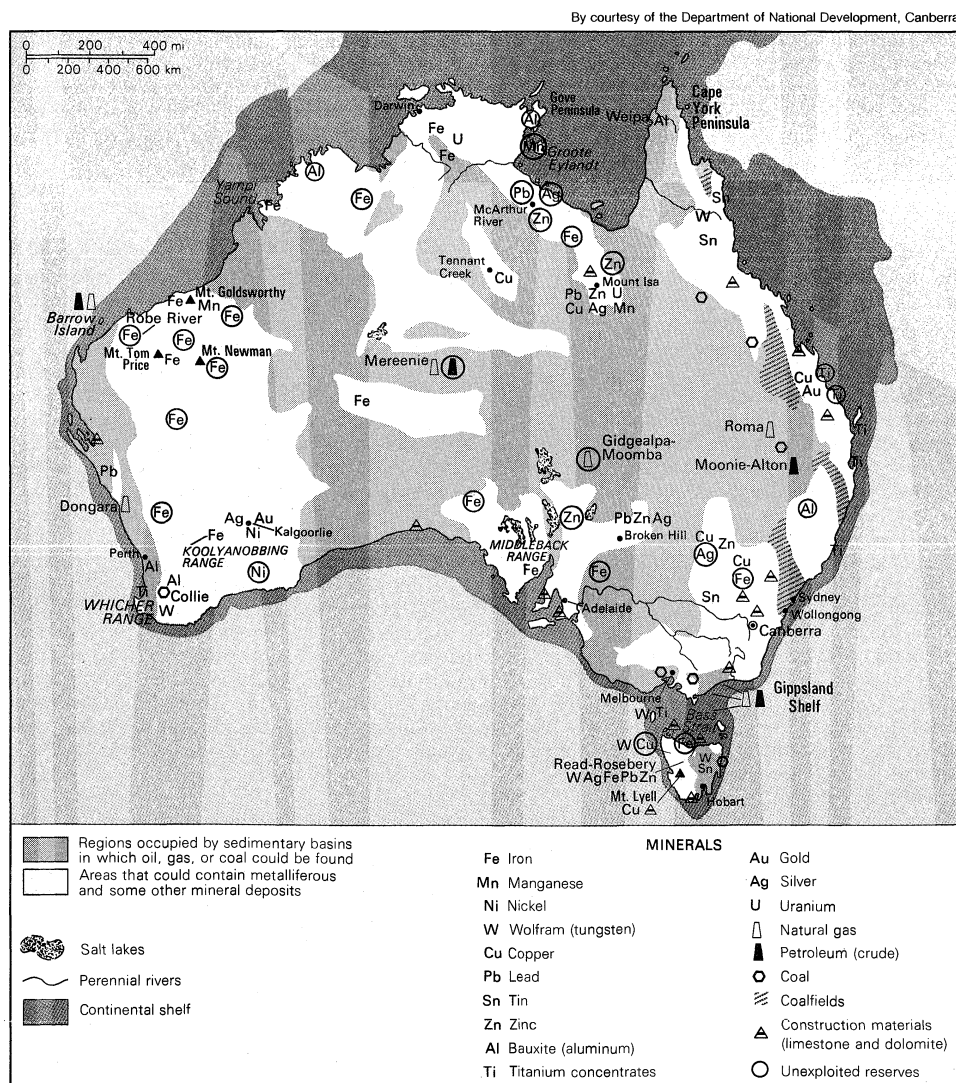 By courtesy of the Department of National Development, Canberra
0 200 400 mi
0 200 400 600 km
Darwin
Gove
Peninsula
Cape
York
Peninsula
Weipa
Al
Al
Fe
U
Fe
Mn
Groote
Eylandt
Al
Yampi
Sound
Fe
Fe
Pb
Ag
McArthur
River
Zn
Fe
Sn
W
Sn
Tennant
Creek
Cu
Zn
Mount Isa
Pb Zn U
Cu Ag Mn
Barrow
Island
Fe
Mt. Goldsworthy
Mn
Robe River
Fe
Fe
Fe
Mt. Tom
Price
Fe
Mt. Newman
Fe
Mereenie
Fe
Fe
Cu
Au
Ti
Ti
Ti
Roma
Gidgealpa-
Moomba
Moonie-Alton
Ti
Pb
Dongara
Fe
Fe
Zn
Al
Ag Au
Ni
Kalgoorlie
Fe
KOOLYANOBBING
RANGE
Ni
Perth
Al
Al
Collie
Ti
W
WHICHER
RANGE
MIDDLEBACK
RANGE
Fe
Pb Zn Ag
Broken Hill
Fe
Cu
Zn
Ag
Cu
Fe
Sn
Ti
Adelaide
Sydney
Wollongong
Canberra
Melbourne
Gippsland
Shelf
Bass
Strait
W
Ti
W
Cu
Fe
Read-Rosebery
W Ag Fe Pb Zn
W
Sn
Mt. Lyell
Cu
Hobart
Regions occupied by sedimentary basins
in which oil, gas, or coal could be found
Areas that could contain metalliferous
and some other mineral deposits
Salt lakes
Perennial rivers
Continental shelf
MINERALS
Fe Iron
Mn Manganese
Ni Nickel
W Wolfram (tungsten)
Cu Copper
Pb Lead
Sn Tin
Zn Zinc
Al Bauxite (aluminum)
Ti Titanium concentrates
Au Gold
Ag Silver
U Uranium
Natural gas
Petroleum (crude)
Coal
Coalfields
Construction materials
(limestone and dolomite)
Unexploited reserves